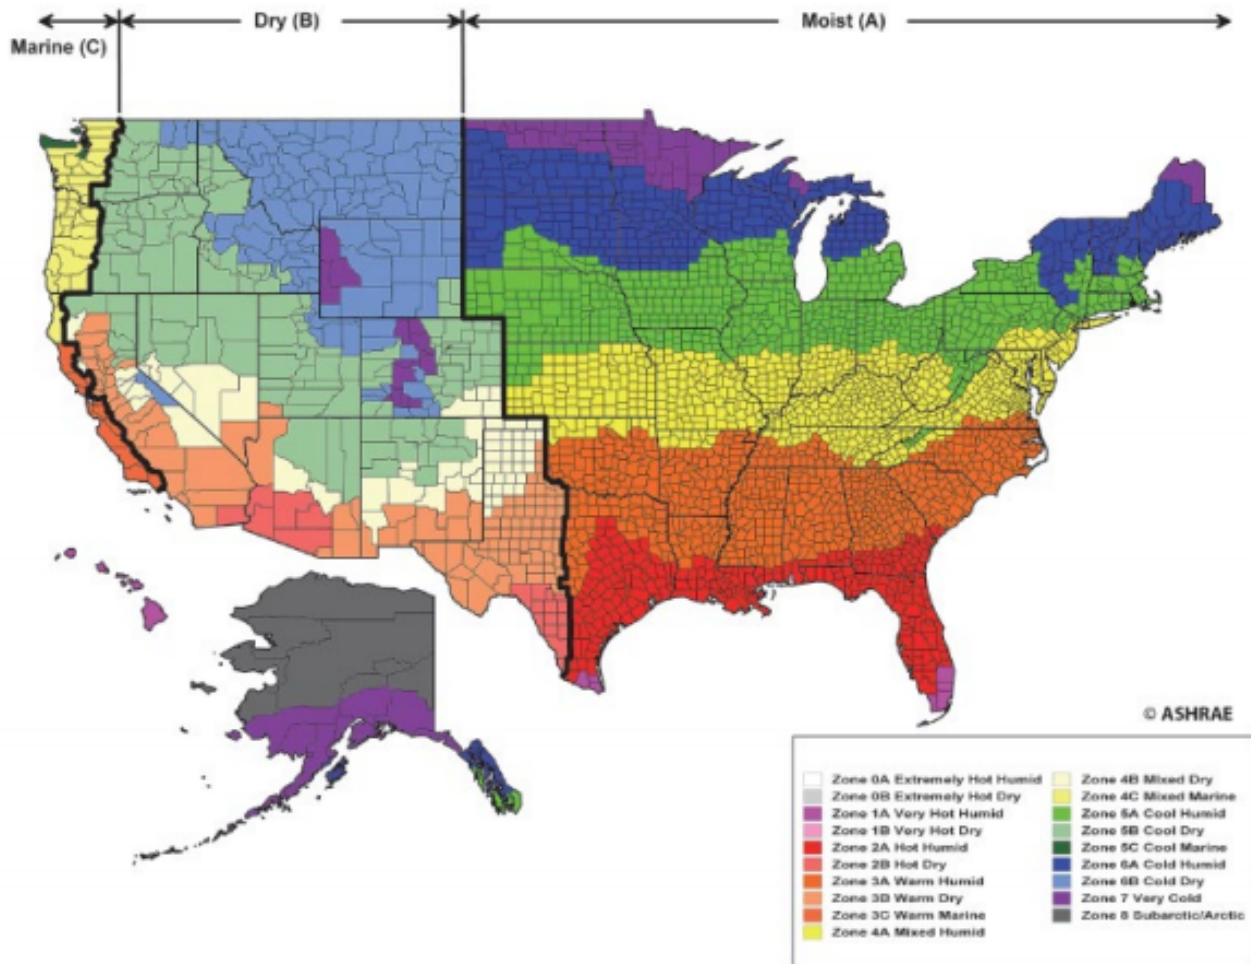 Dry (B)
Moist (A)
Marine (C)
© ASHRAE
Zone 0A Extremely Hot Humid
Zone 0B Extremely Hot Dry
Zone 1A Very Hot Humid
Zone 1B Very Hot Dry
Zone 2A Hot Humid
Zone 2B Hot Dry
Zone 3A Warm Humid
Zone 3B Warm Dry
Zone 3C Warm Marine
Zone 4A Mixed Humid
Zone 4B Mixed Dry
Zone 4C Mixed Marine
Zone 5A Cool Humid
Zone 5B Cool Dry
Zone 5C Cool Marine
Zone 6A Cold Humid
Zone 6B Cold Dry
Zone 7 Very Cold
Zone 8 Subarctic/Arctic